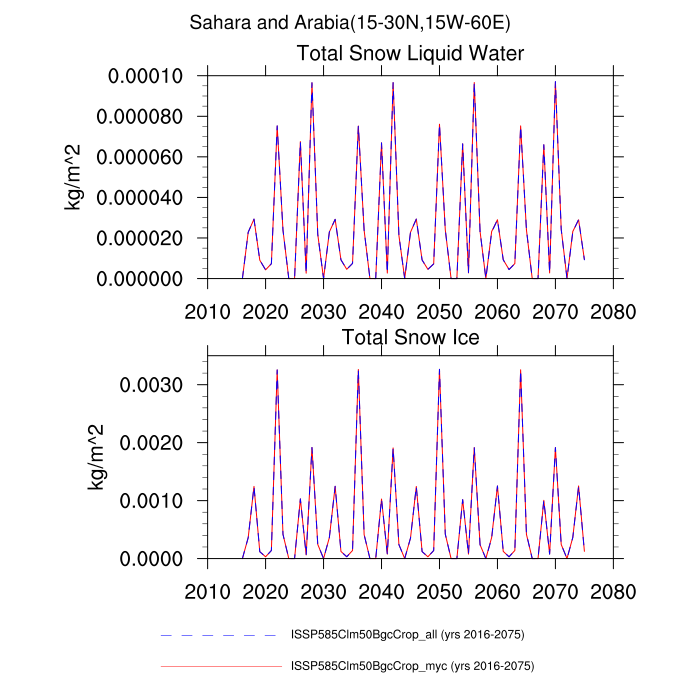 Sahara and Arabia(15-30N,15W-60E)
Total Snow Liquid Water
0.00010
0.000080
0.000060
0.000040
0.000020
0.000000
kg/m^2
2010 2020 2030 2040 2050 2060 2070 2080
Total Snow Ice
0.0030
0.0020
0.0010
0.0000
kg/m^2
2010 2020 2030 2040 2050 2060 2070 2080
ISSP585Clm50BgcCrop_all (yrs 2016-2075)
ISSP585Clm50BgcCrop_myc (yrs 2016-2075)